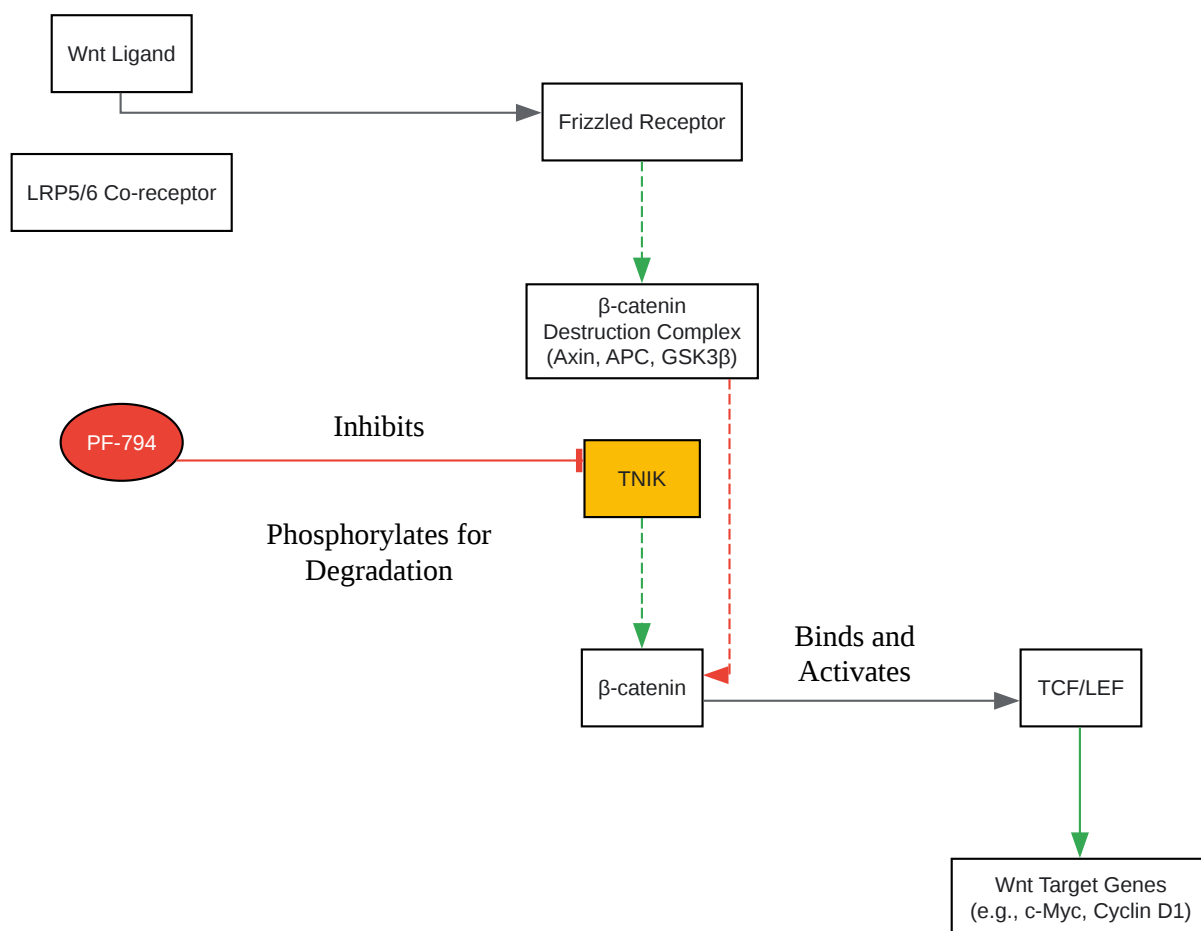 Wnt Ligand
Frizzled Receptor
LRP5/6 Co-receptor
β-catenin
Destruction Complex
(Axin, APC, GSK3β)
Inhibits
PF-794
TNIK
Phosphorylates for
Degradation
Binds and
Activates
β-catenin
TCF/LEF
Wnt Target Genes
(e.g., c-Myc, Cyclin D1)